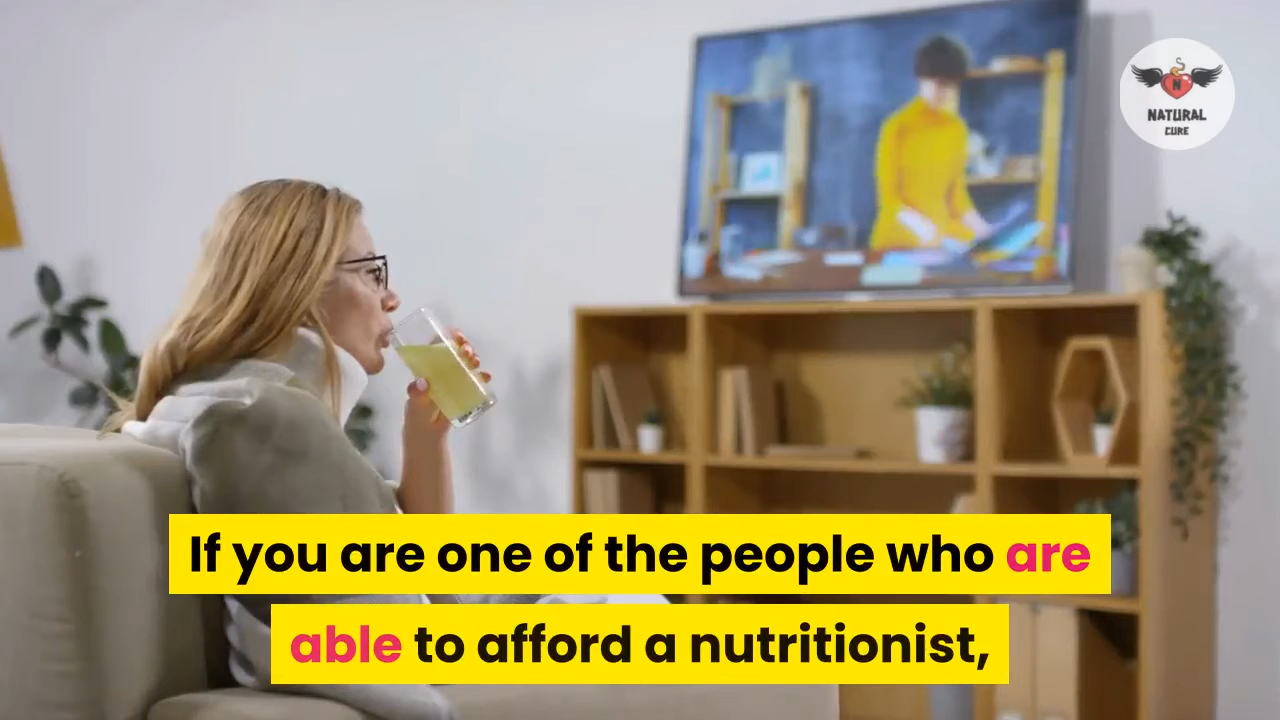 N
NATURAL
CURE
If you are one of the people who are
able to afford a nutritionist,